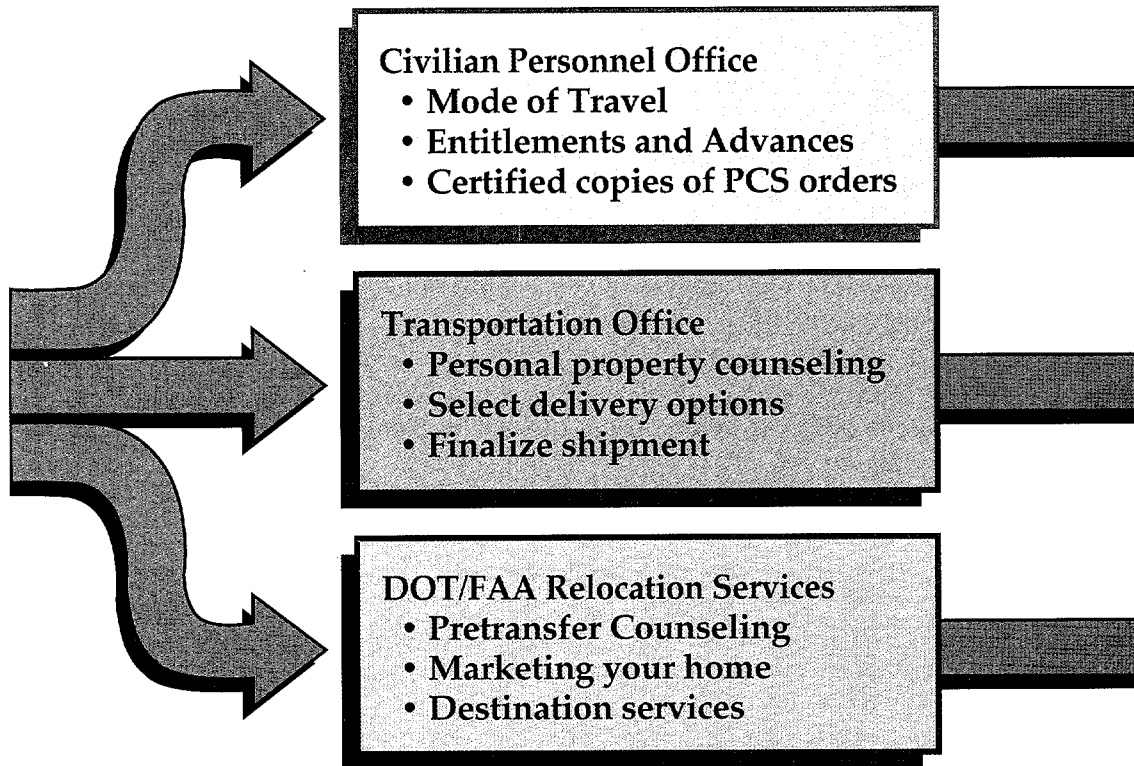 Civilian Personnel Office
• Mode of Travel
• Entitlements and Advances
• Certified copies of PCS orders
Transportation Office
• Personal property counseling
• Select delivery options
• Finalize shipment
DOT/FAA Relocation Services
• Pretransfer Counseling
• Marketing your home
• Destination services